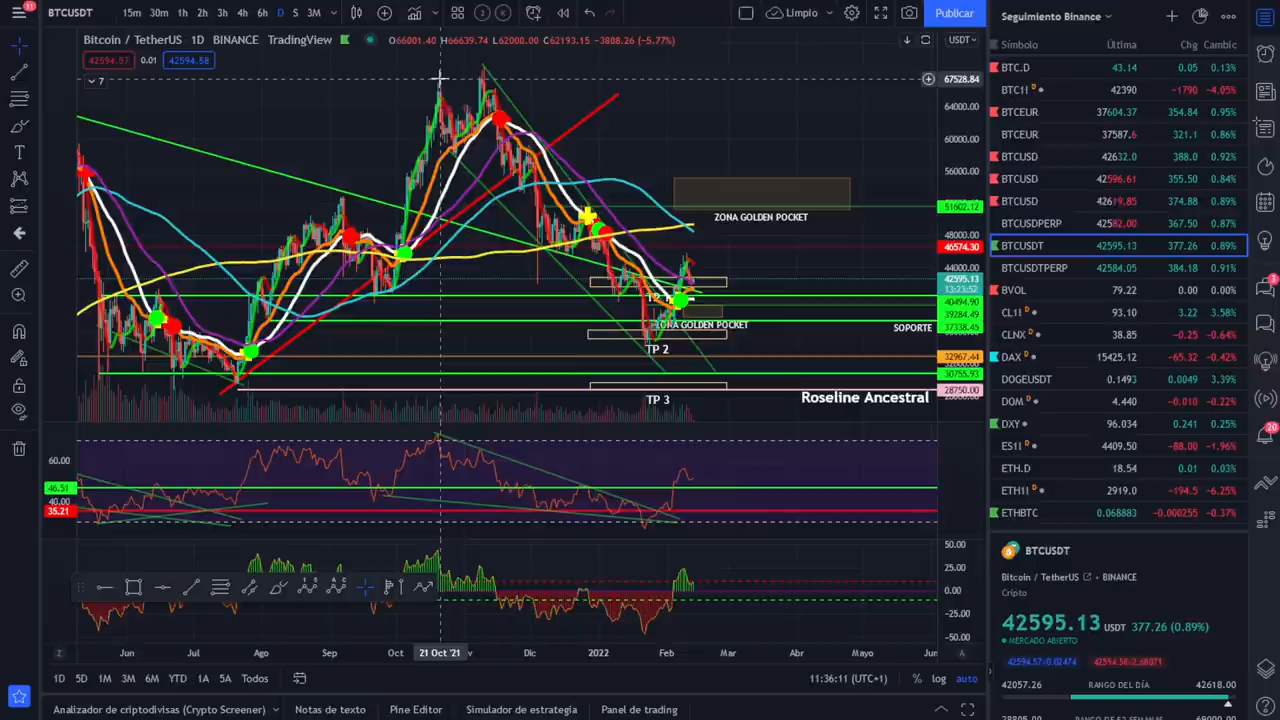 11
BTCUSDT
15m 30m 1h 2h 3h 4h 6h D S 3M
Limpio
Publicar
Bitcoin / TetherUS 1D BINANCE TradingView
O66001.40 H66639.74 L62000.00 C62193.15 −3808.26 (−5.77%)
USDT
42594.57 0.01 42594.58
7
67528.84
64000.00
60000.00
56000.00
51602.12
48000.00
46574.30
44000.00
42595.13
13:23:52
40494.90
39284.49
37338.45
32967.44
30755.93
28750.00
ZONA GOLDEN POCKET
ZONA GOLDEN POCKET
SOPORTE
TP 2
TP 3
Roseline Ancestral
60.00
46.51
40.00
35.21
50.00
25.00
0.00
−25.00
−50.00
Z Jun Jul Ago Sep Oct 21 Oct '21 Dic 2022 Feb Mar Abr Mayo Jun A
1D 5D 1M 3M 6M YTD 1A 5A Todos
11:36:11 (UTC+1) % log auto
Analizador de criptodivisas (Crypto Screener) Notas de texto Pine Editor Simulador de estrategia Panel de trading
Seguimiento Binance
Símbolo Última Chg Cambio
BTC.D 43.14 0.05 0.13%
BTC1! D 42390 −1790 −4.05%
BTCEUR 37604.37 354.84 0.95%
BTCEUR 37587.6 321.1 0.86%
BTCUSD 42632.0 388.0 0.92%
BTCUSD 42596.61 355.50 0.84%
BTCUSD 42619.85 374.88 0.89%
BTCUSDPERP 42582.00 367.50 0.87%
BTCUSDT 42595.13 377.26 0.89%
BTCUSDTPERP 42584.05 384.18 0.91%
BVOL 79.22 0.00 0.00%
CL1! D 93.10 3.22 3.58%
CLNX D 38.85 −0.25 −0.64%
DAX D 15425.12 −65.32 −0.42%
DOGEUSDT 0.1493 0.0049 3.39%
DOM D 4.440 −0.010 −0.22%
DXY 96.034 0.241 0.25%
ES1! D 4409.50 −88.00 −1.96%
ETH.D 18.54 0.01 0.03%
ETH1! D 2919.0 −194.5 −6.25%
ETHBTC 0.068883 −0.000255 −0.37%
BTCUSDT
Bitcoin / TetherUS • BINANCE
Cripto
42595.13 USDT 377.26 (0.89%)
MERCADO ABIERTO
42057.26 RANGO DEL DÍA 42618.00
3
20